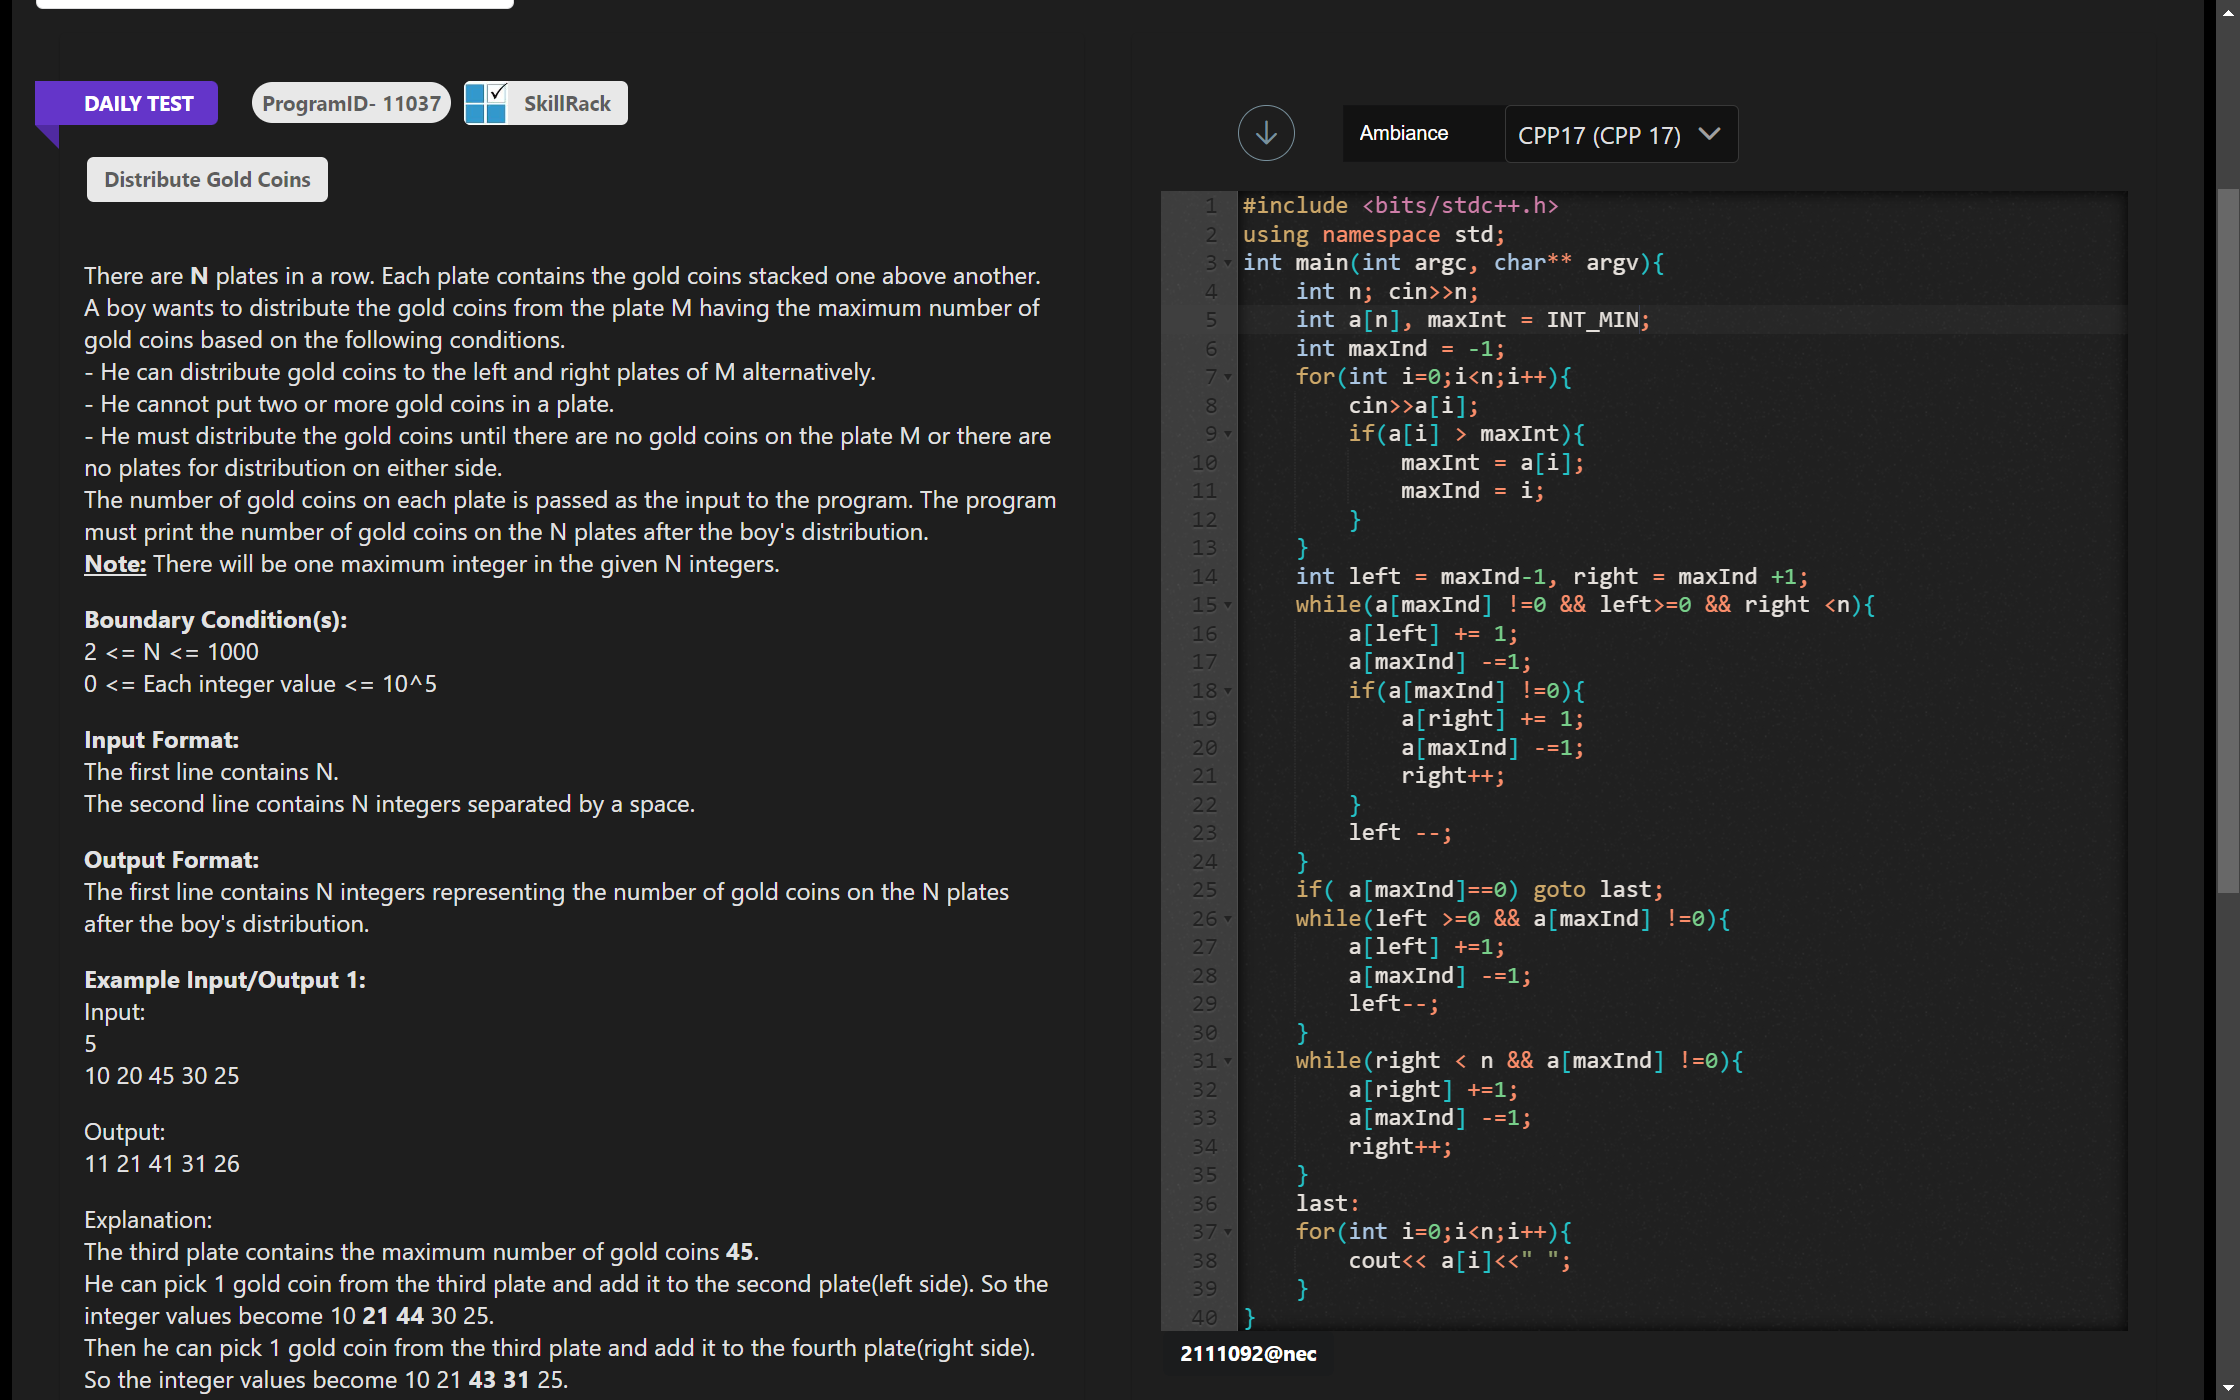 DAILY TEST
ProgramID- 11037
SkillRack
Distribute Gold Coins
There are N plates in a row. Each plate contains the gold coins stacked one above another.
A boy wants to distribute the gold coins from the plate M having the maximum number of
gold coins based on the following conditions.
- He can distribute gold coins to the left and right plates of M alternatively.
- He cannot put two or more gold coins in a plate.
- He must distribute the gold coins until there are no gold coins on the plate M or there are
no plates for distribution on either side.
The number of gold coins on each plate is passed as the input to the program. The program
must print the number of gold coins on the N plates after the boy's distribution.
Note: There will be one maximum integer in the given N integers.
Boundary Condition(s):
2 <= N <= 1000
0 <= Each integer value <= 10^5
Input Format:
The first line contains N.
The second line contains N integers separated by a space.
Output Format:
The first line contains N integers representing the number of gold coins on the N plates
after the boy's distribution.
Example Input/Output 1:
Input:
5
10 20 45 30 25
Output:
11 21 41 31 26
Explanation:
The third plate contains the maximum number of gold coins 45.
He can pick 1 gold coin from the third plate and add it to the second plate(left side). So the
integer values become 10 21 44 30 25.
Then he can pick 1 gold coin from the third plate and add it to the fourth plate(right side).
So the integer values become 10 21 43 31 25.
Ambiance
CPP17 (CPP 17)
1 #include <bits/stdc++.h>
2 using namespace std;
3 int main(int argc, char** argv){
4     int n; cin>>n;
5     int a[n], maxInt = INT_MIN;
6     int maxInd = -1;
7     for(int i=0;i<n;i++){
8         cin>>a[i];
9         if(a[i] > maxInt){
10             maxInt = a[i];
11             maxInd = i;
12         }
13     }
14     int left = maxInd-1, right = maxInd +1;
15     while(a[maxInd] !=0 && left>=0 && right <n){
16         a[left] += 1;
17         a[maxInd] -=1;
18         if(a[maxInd] !=0){
19             a[right] += 1;
20             a[maxInd] -=1;
21             right++;
22         }
23         left --;
24     }
25     if( a[maxInd]==0) goto last;
26     while(left >=0 && a[maxInd] !=0){
27         a[left] +=1;
28         a[maxInd] -=1;
29         left--;
30     }
31     while(right < n && a[maxInd] !=0){
32         a[right] +=1;
33         a[maxInd] -=1;
34         right++;
35     }
36     last:
37     for(int i=0;i<n;i++){
38         cout<< a[i]<<" ";
39     }
40 }
2111092@nec